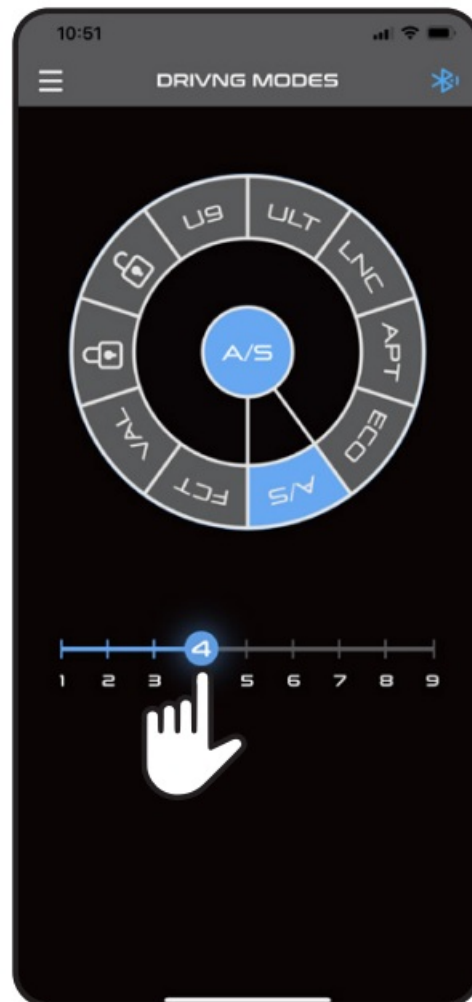 10:51
DRIVNG MODES
U9
ULT
LNC
APT
ECO
A/S
FCT
VAL
A/S
4
1 2 3 5 6 7 8 9